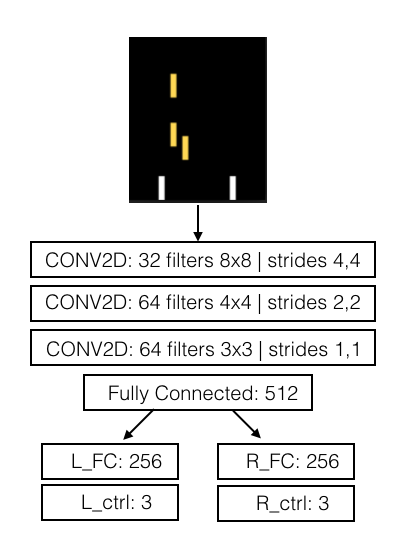 CONV2D: 32 filters 8x8 | strides 4,4
CONV2D: 64 filters 4x4 | strides 2,2
CONV2D: 64 filters 3x3 | strides 1,1
Fully Connected: 512
L_FC: 256
R_FC: 256
L_ctrl: 3
R_ctrl: 3